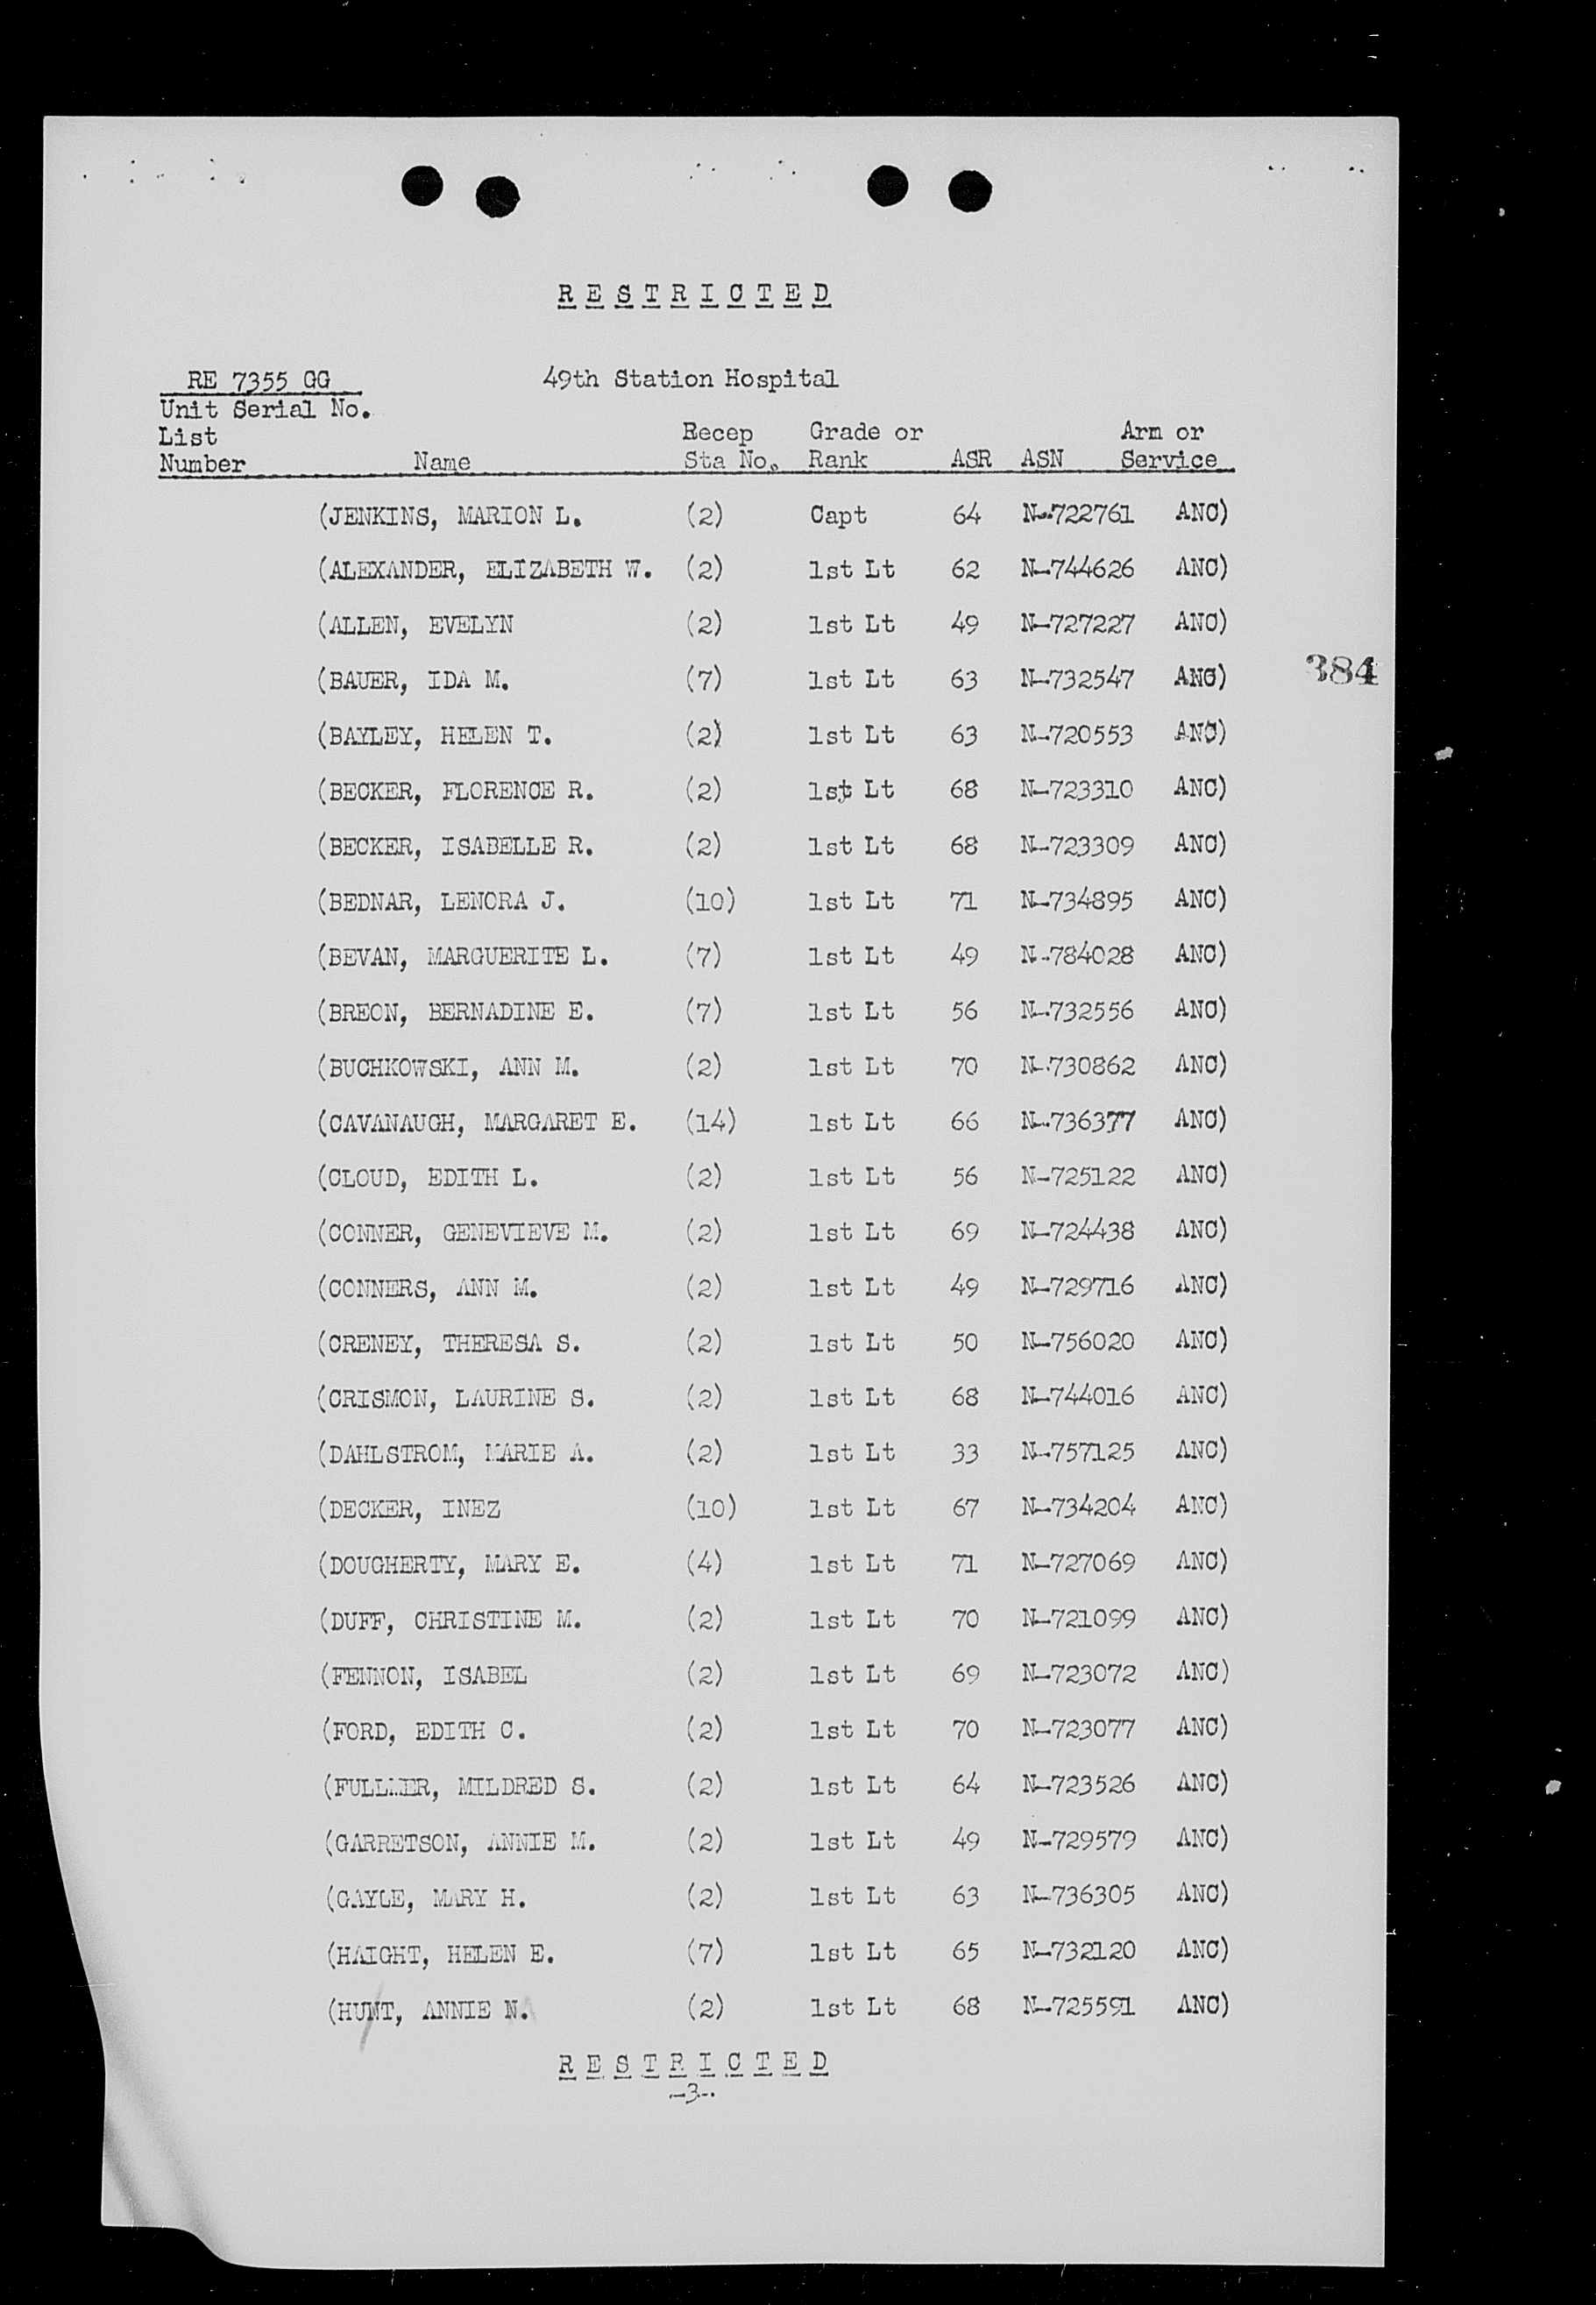 RESTRICTED
RE 7355 GG 49th Station Hospital
Unit Serial No.
List Recep Grade or Arm or
Number Name Sta No. Rank ASR ASN Service
(JENKINS, MARION L. (2) Capt 64 N-722761 ANC)
(ALEXANDER, ELIZABETH W. (2) 1st Lt 62 N-744626 ANC)
(ALLEN, EVELYN (2) 1st Lt 49 N-727227 ANC)
384
(BAUER, IDA M. (7) 1st Lt 63 N-732547 ANC)
(BAYLEY, HELEN T. (2) 1st Lt 63 N-720553 ANC)
(BECKER, FLORENCE R. (2) 1st Lt 68 N-723310 ANC)
(BECKER, ISABELLE R. (2) 1st Lt 68 N-723309 ANC)
(BEDNAR, LENORA J. (10) 1st Lt 71 N-734895 ANC)
(BEVAN, MARGUERITE L. (7) 1st Lt 49 N-784028 ANC)
(BREON, BERNADINE E. (7) 1st Lt 56 N-732556 ANC)
(BUCHKOWSKI, ANN M. (2) 1st Lt 70 N-730862 ANC)
(CAVANAUGH, MARGARET E. (14) 1st Lt 66 N-736377 ANC)
(CLOUD, EDITH L. (2) 1st Lt 56 N-725122 ANC)
(CONNER, GENEVIEVE M. (2) 1st Lt 69 N-724438 ANC)
(CONNERS, ANN M. (2) 1st Lt 49 N-729716 ANC)
(CRENEY, THERESA S. (2) 1st Lt 50 N-756020 ANC)
(CRISMON, LAURINE S. (2) 1st Lt 68 N-744016 ANC)
(DAHLSTROM, MARIE A. (2) 1st Lt 33 N-757125 ANC)
(DECKER, INEZ (10) 1st Lt 67 N-734204 ANC)
(DOUGHERTY, MARY E. (4) 1st Lt 71 N-727069 ANC)
(DUFF, CHRISTINE M. (2) 1st Lt 70 N-721099 ANC)
(FENNON, ISABEL (2) 1st Lt 69 N-723072 ANC)
(FORD, EDITH C. (2) 1st Lt 70 N-723077 ANC)
(FULLMER, MILDRED S. (2) 1st Lt 64 N-723526 ANC)
(GARRETSON, ANNIE M. (2) 1st Lt 49 N-729579 ANC)
(GAYLE, MARY H. (2) 1st Lt 63 N-736305 ANC)
(HAIGHT, HELEN E. (7) 1st Lt 65 N-732120 ANC)
(HUNT, ANNIE N. (2) 1st Lt 68 N-725591 ANC)
RESTRICTED
-3-